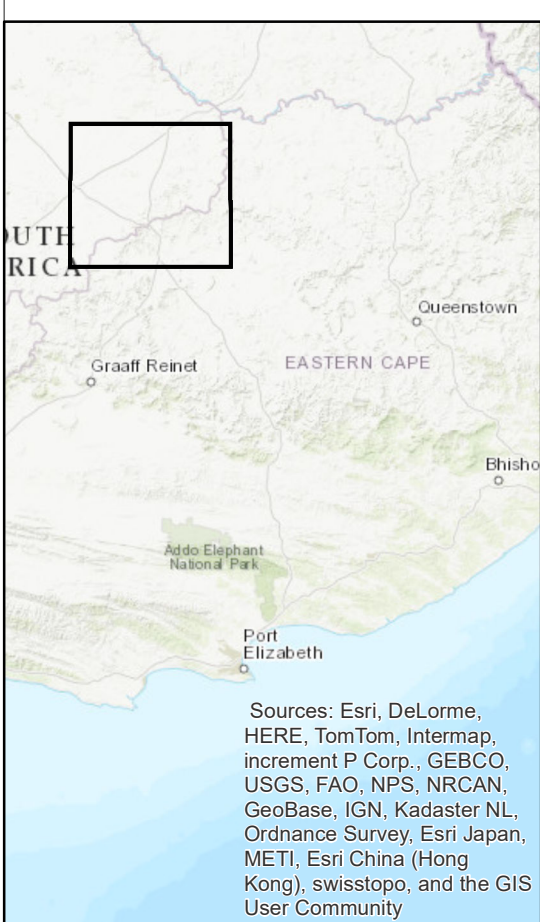 OUTH
RICA
Queenstown
Graaff Reinet
EASTERN CAPE
Bhisho
Addo Elephant
National Park
Port
Elizabeth
Sources: Esri, DeLorme,
HERE, TomTom, Intermap,
increment P Corp., GEBCO,
USGS, FAO, NPS, NRCAN,
GeoBase, IGN, Kadaster NL,
Ordnance Survey, Esri Japan,
METI, Esri China (Hong
Kong), swisstopo, and the GIS
User Community